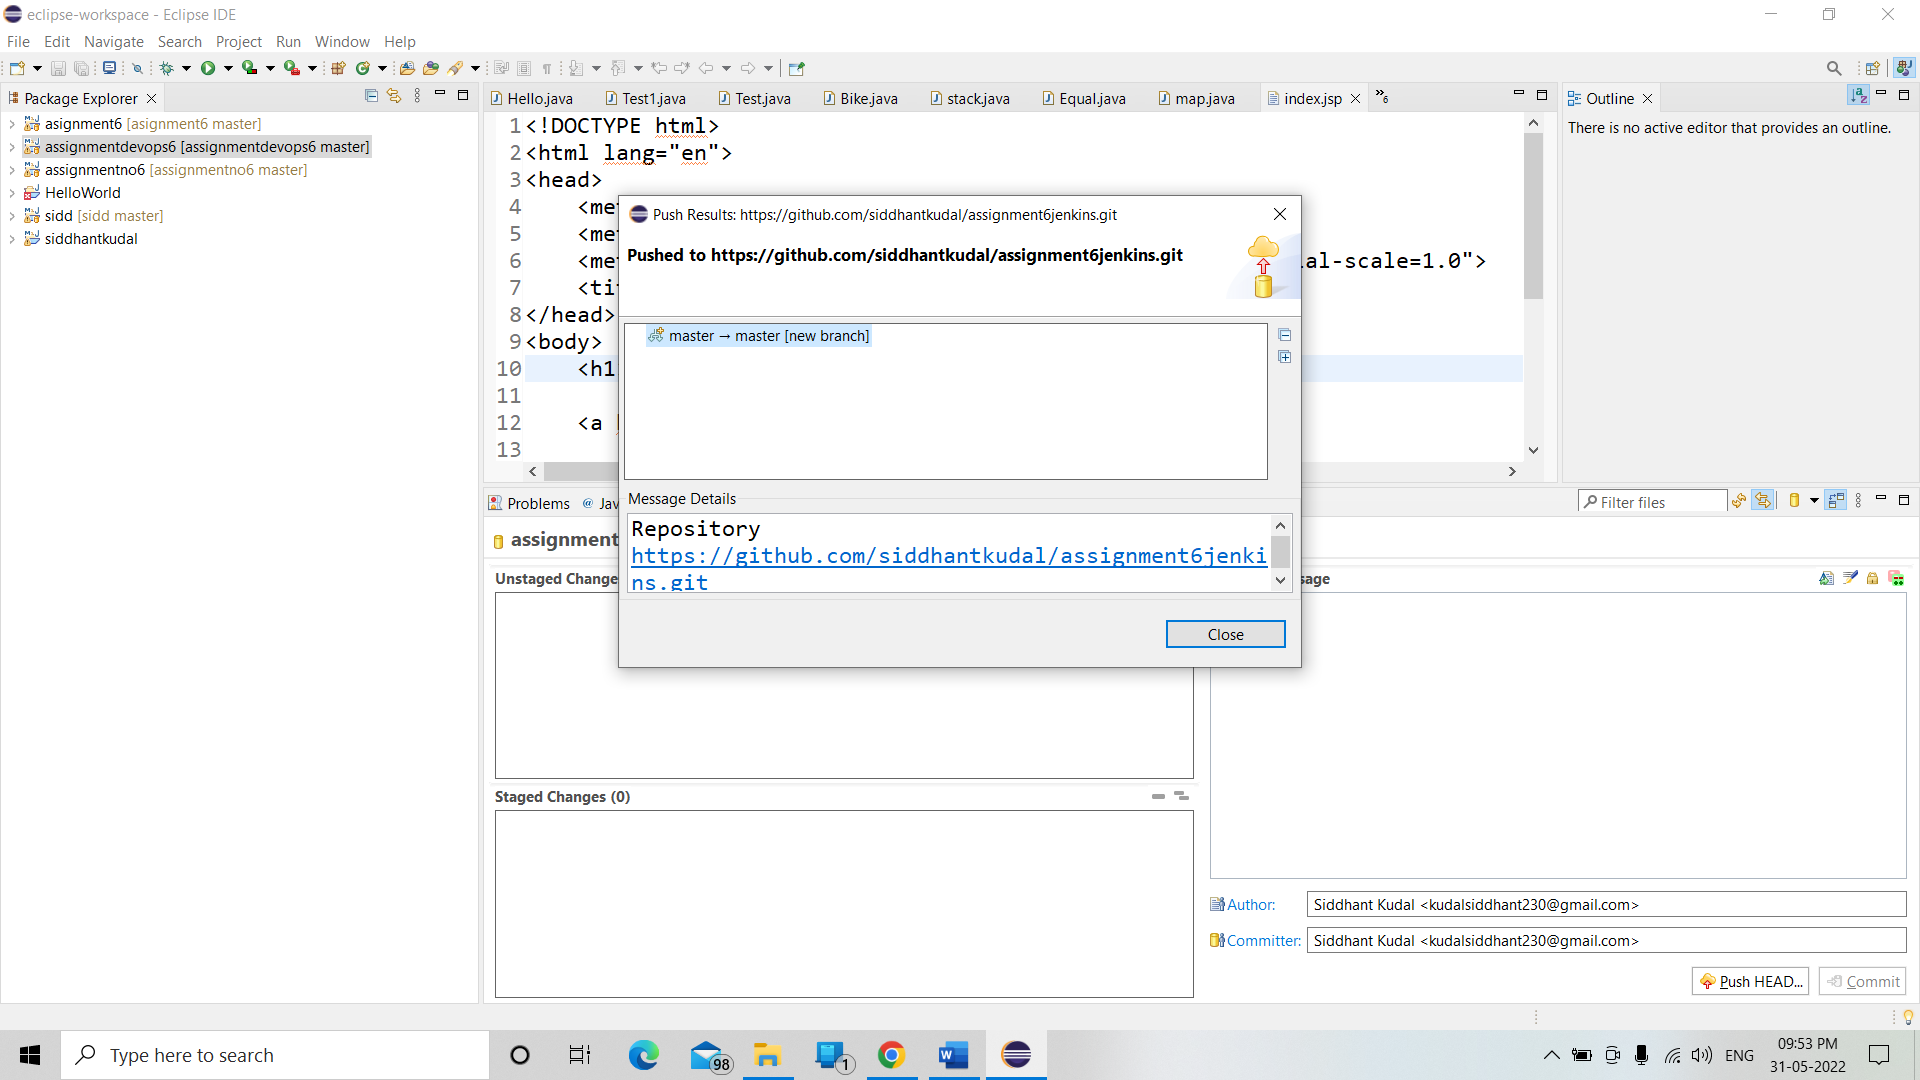 eclipse-workspace - Eclipse IDE
File Edit Navigate Search Project Run Window Help
Package Explorer
asignment6 [asignment6 master]
assignmentdevops6 [assignmentdevops6 master]
assignmentno6 [assignmentno6 master]
HelloWorld
sidd [sidd master]
siddhantkudal
Hello.java Test1.java Test.java Bike.java stack.java Equal.java map.java index.jsp »6
1 <!DOCTYPE html>
2 <html lang="en">
3 <head>
4 <me
5 <me
6 <me al-scale=1.0">
7 <ti
8 </head>
9 <body>
10 <h1
11
12 <a
13
Outline
There is no active editor that provides an outline.
Push Results: https://github.com/siddhantkudal/assignment6jenkins.git
Pushed to https://github.com/siddhantkudal/assignment6jenkins.git
master → master [new branch]
Message Details
Repository
https://github.com/siddhantkudal/assignment6jenki
ns.git
Close
Problems @ Jav
Filter files
assignment
Unstaged Change
sage
Staged Changes (0)
Author: Siddhant Kudal <kudalsiddhant230@gmail.com>
Committer: Siddhant Kudal <kudalsiddhant230@gmail.com>
Push HEAD... Commit
Type here to search
98
1
ENG
09:53 PM
31-05-2022